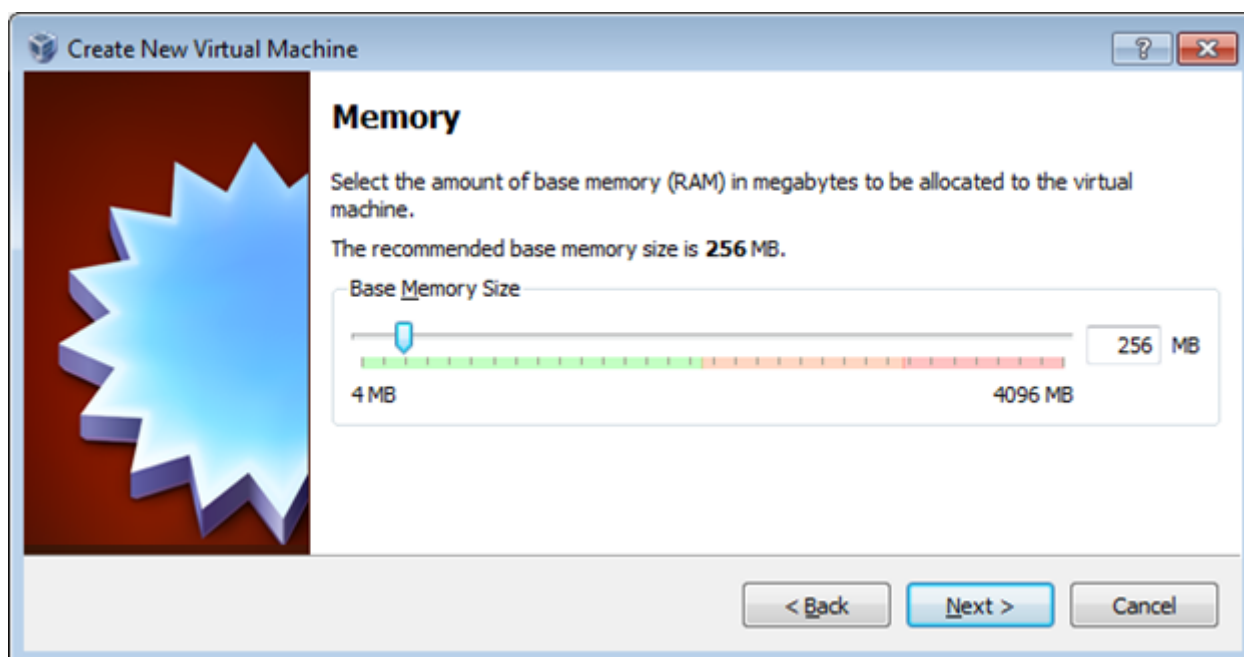 Create New Virtual Machine
Memory
Select the amount of base memory (RAM) in megabytes to be allocated to the virtual
machine.
The recommended base memory size is 256 MB.
Base Memory Size
256 MB
4 MB 4096 MB
< Back Next > Cancel